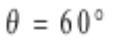 θ = 60°